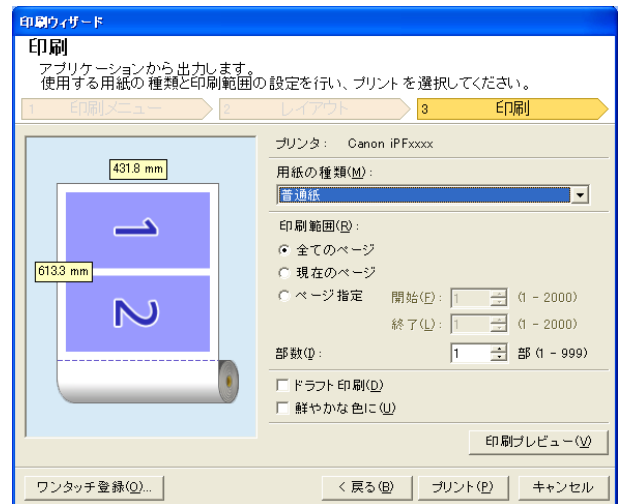 印刷ウィザード
印刷
アプリケーションから出力します。
使用する用紙の種類と印刷範囲の設定を行い、プリントを選択してください。
1 印刷メニュー 2 レイアウト 3 印刷
プリンタ： Canon iPFxxxx
431.8 mm
用紙の種類(M)：
普通紙
1
印刷範囲(R)：
全てのページ
613.3 mm
現在のページ
2
ページ指定 開始(F)： 1 (1 - 2000)
終了(L)： 1 (1 - 2000)
部数(I)： 1 部 (1 - 999)
ドラフト印刷(D)
鮮やかな色に(U)
印刷プレビュー(V)
ワンタッチ登録(O)... < 戻る(B) プリント(P) キャンセル